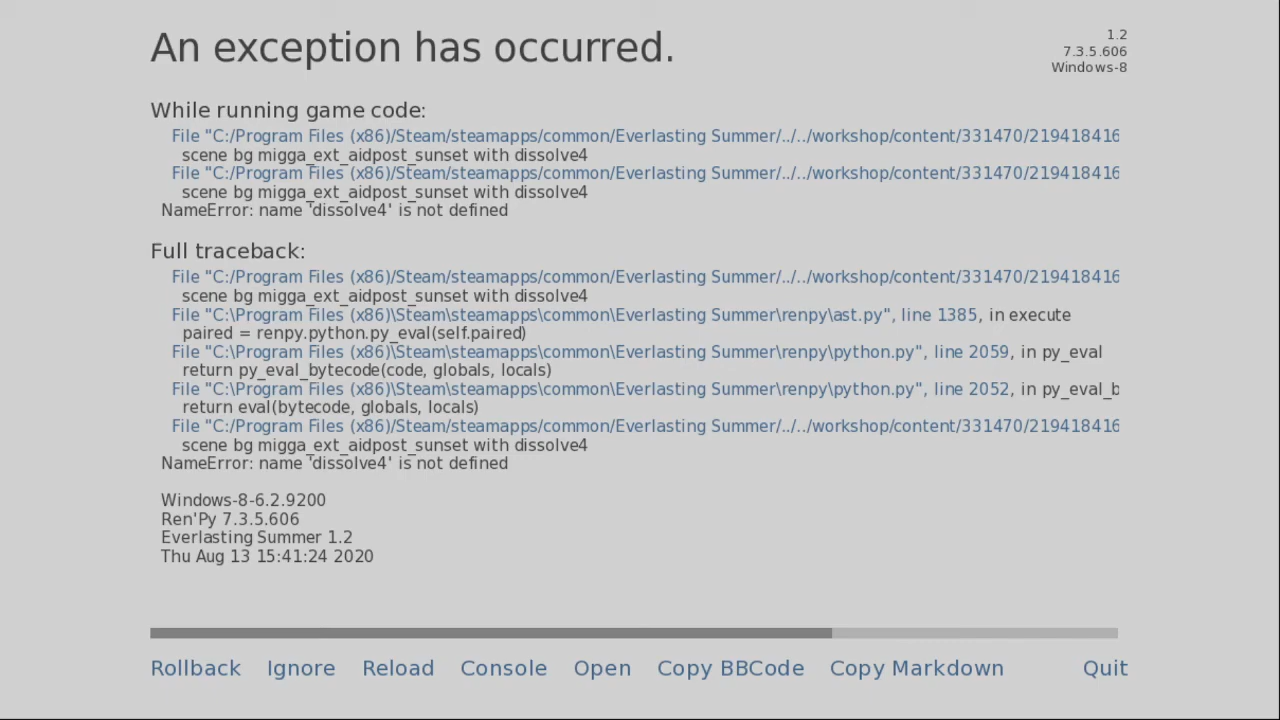 An exception has occurred.
1.2
7.3.5.606
Windows-8
While running game code:
File "C:/Program Files (x86)/Steam/steamapps/common/Everlasting Summer/../../workshop/content/331470/219418416
scene bg migga_ext_aidpost_sunset with dissolve4
File "C:/Program Files (x86)/Steam/steamapps/common/Everlasting Summer/../../workshop/content/331470/219418416
scene bg migga_ext_aidpost_sunset with dissolve4
NameError: name 'dissolve4' is not defined
Full traceback:
File "C:/Program Files (x86)/Steam/steamapps/common/Everlasting Summer/../../workshop/content/331470/219418416
scene bg migga_ext_aidpost_sunset with dissolve4
File "C:\Program Files (x86)\Steam\steamapps\common\Everlasting Summer\renpy\ast.py", line 1385, in execute
paired = renpy.python.py_eval(self.paired)
File "C:\Program Files (x86)\Steam\steamapps\common\Everlasting Summer\renpy\python.py", line 2059, in py_eval
return py_eval_bytecode(code, globals, locals)
File "C:\Program Files (x86)\Steam\steamapps\common\Everlasting Summer\renpy\python.py", line 2052, in py_eval_b
return eval(bytecode, globals, locals)
File "C:/Program Files (x86)/Steam/steamapps/common/Everlasting Summer/../../workshop/content/331470/219418416
scene bg migga_ext_aidpost_sunset with dissolve4
NameError: name 'dissolve4' is not defined
Windows-8-6.2.9200
Ren'Py 7.3.5.606
Everlasting Summer 1.2
Thu Aug 13 15:41:24 2020
Rollback Ignore Reload Console Open Copy BBCode Copy Markdown Quit